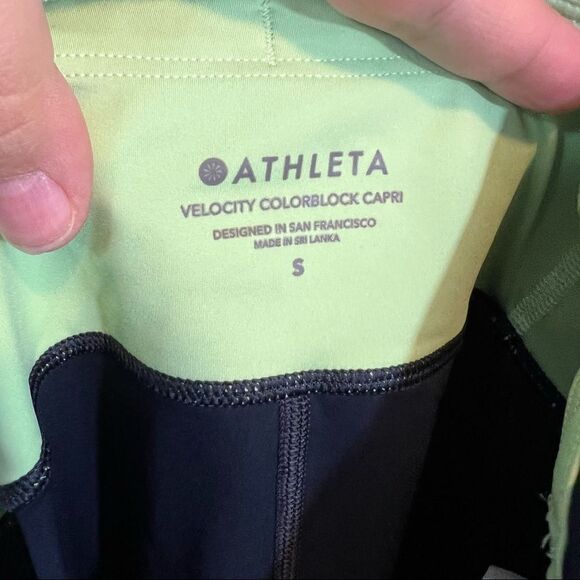 ATHLETA
VELOCITY COLORBLOCK CAPRI
DESIGNED IN SAN FRANCISCO
MADE IN SRI LANKA
S